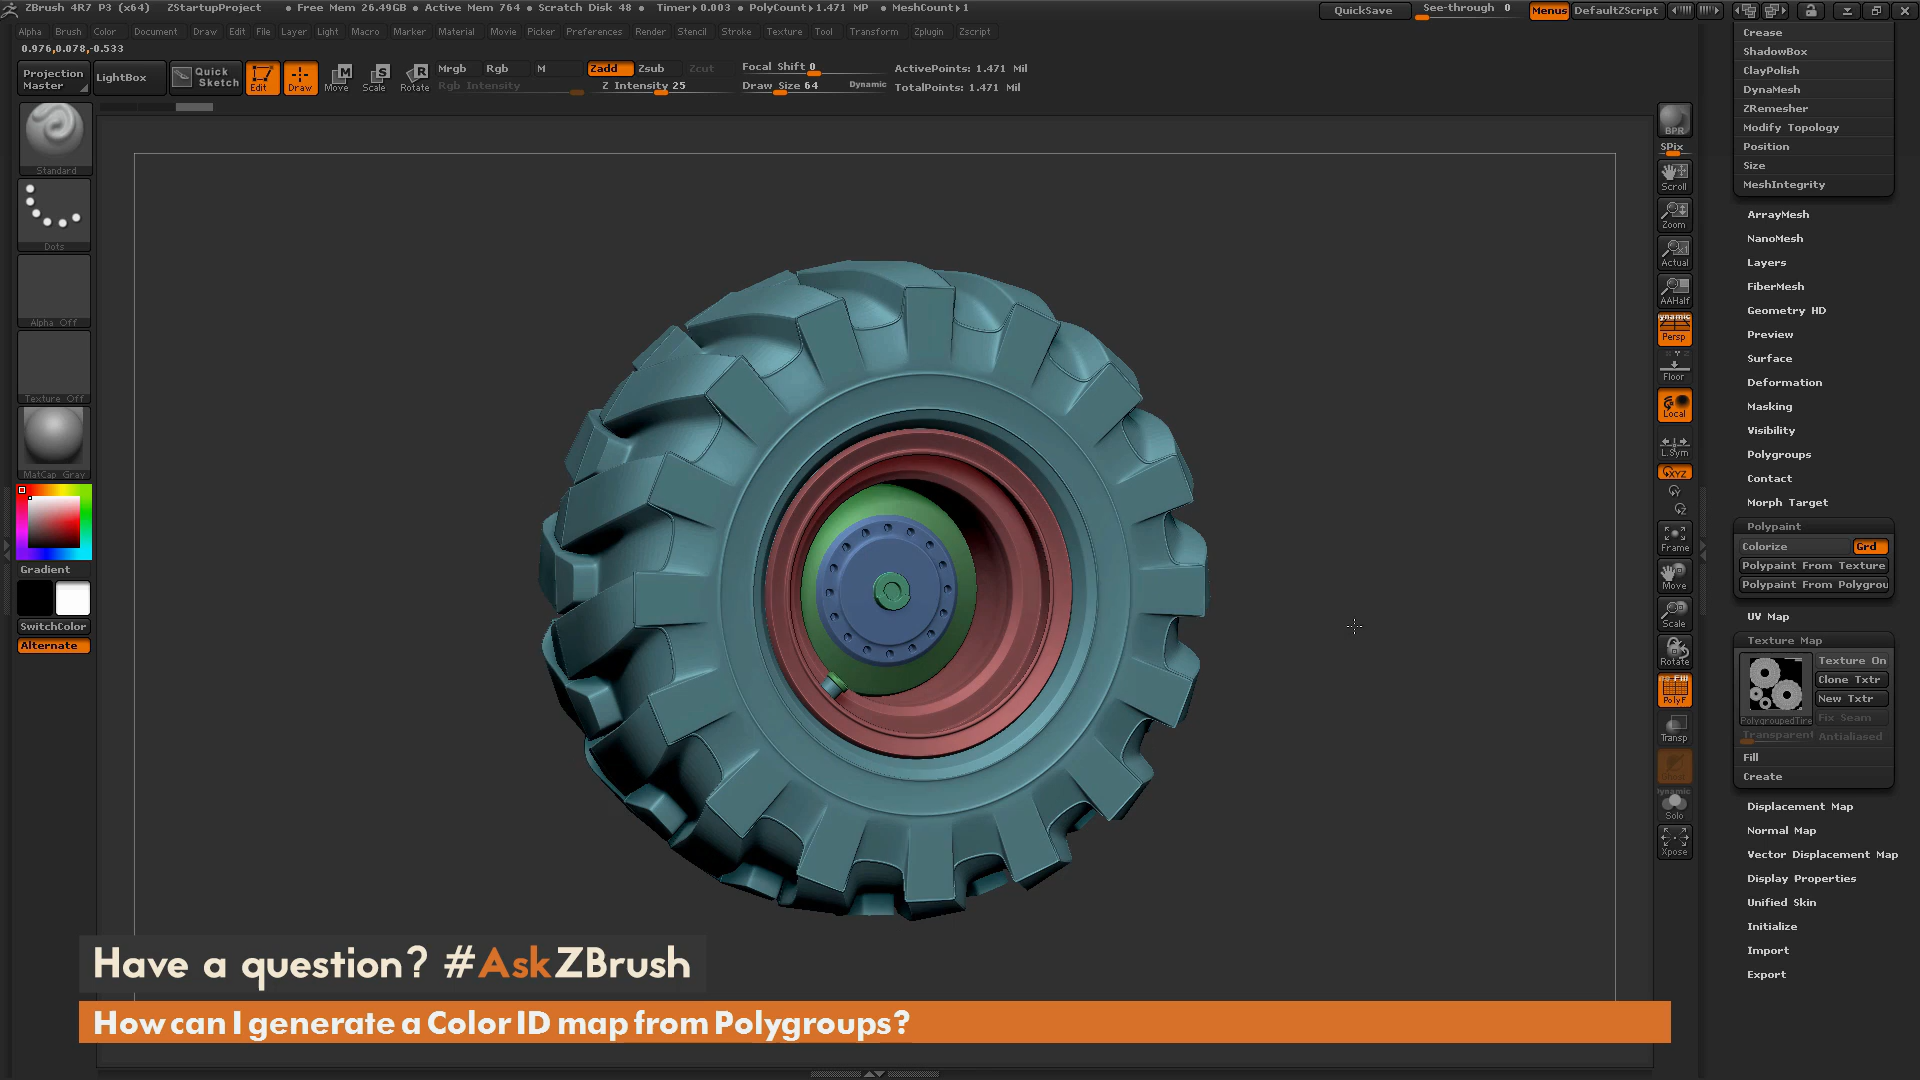 ZBrush 4R7 P3 (x64) ZStartupProject • Free Mem 26.49GB • Active Mem 764 • Scratch Disk 48 • Timer▸0.003 • PolyCount▸1.471 MP • MeshCount▸1 QuickSave See-through 0 Menus DefaultZScript
Alpha Brush Color Document Draw Edit File Layer Light Macro Marker Material Movie Picker Preferences Render Stencil Stroke Texture Tool Transform Zplugin Zscript
0.976,0.078,-0.533
Projection Master
LightBox
Quick Sketch
Edit
Draw
Move
Scale
Rotate
Mrgb Rgb M
Rgb Intensity
Zadd Zsub Zcut
Z Intensity 25
Focal Shift 0
Draw Size 64 Dynamic
ActivePoints: 1.471 Mil
TotalPoints: 1.471 Mil
Standard
Dots
Alpha Off
Texture Off
MatCap Gray
Gradient
SwitchColor
Alternate
BPR
SPix
Scroll
Zoom
Actual
AAHalf
Persp
Floor
Local
L.Sym
XYZ
Frame
Move
Scale
Rotate
PolyF
Transp
Ghost
Dynamic
Solo
Xpose
Crease
ShadowBox
ClayPolish
DynaMesh
ZRemesher
Modify Topology
Position
Size
MeshIntegrity
ArrayMesh
NanoMesh
Layers
FiberMesh
Geometry HD
Preview
Surface
Deformation
Masking
Visibility
Polygroups
Contact
Morph Target
Polypaint
Colorize Grd
Polypaint From Texture
Polypaint From Polygrou
UV Map
Texture Map
Texture On
Clone Txtr
New Txtr
PolygroupedTire Fix Seam
Transparent Antialiased
Fill
Create
Displacement Map
Normal Map
Vector Displacement Map
Display Properties
Unified Skin
Initialize
Import
Export
Have a question? #AskZBrush
How can I generate a Color ID map from Polygroups?